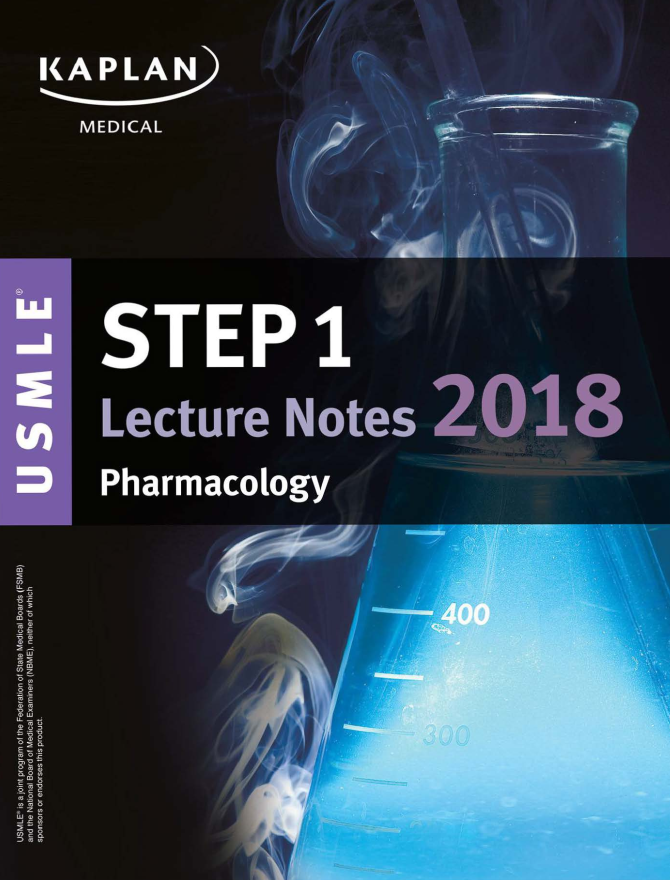 KAPLAN
MEDICAL
USMLE®
STEP 1
Lecture Notes 2018
Pharmacology
400
300
USMLE® is a joint program of the Federation of State Medical Boards (FSMB)
and the National Board of Medical Examiners (NBME), neither of which
sponsors or endorses this product.